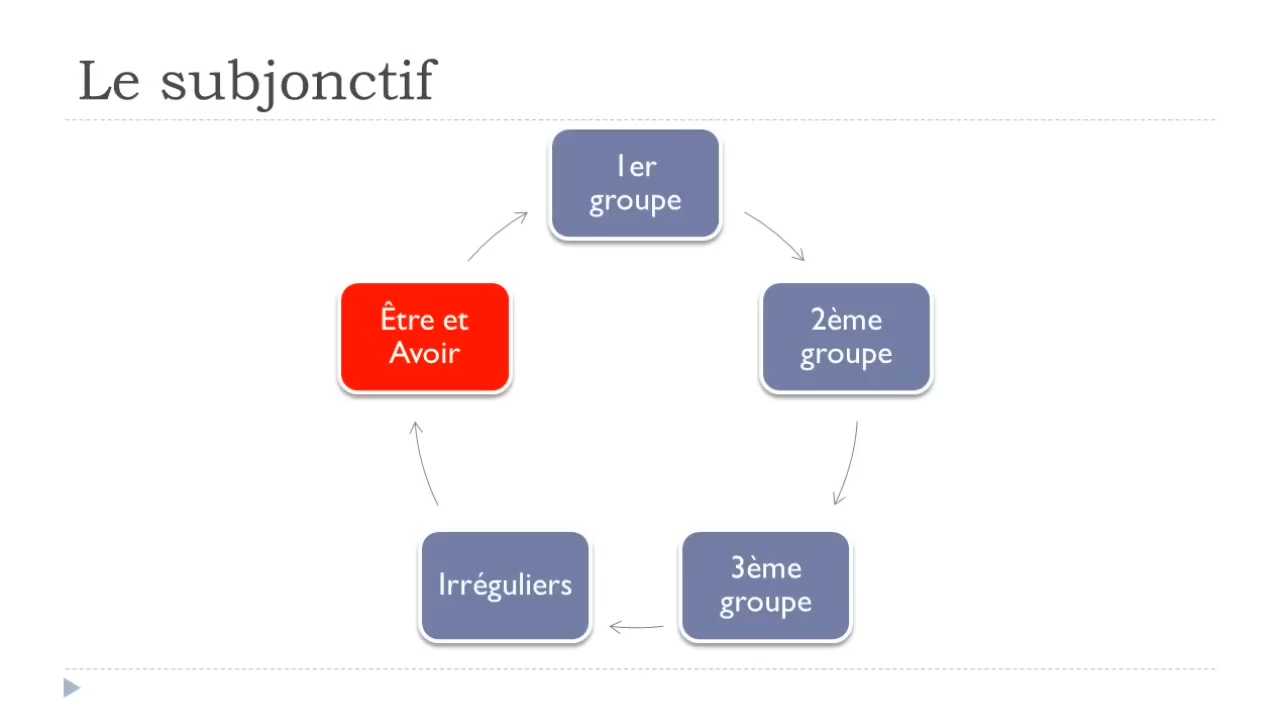 Le subjonctif
1er
groupe
2ème
groupe
3ème
groupe
Irréguliers
Être et
Avoir